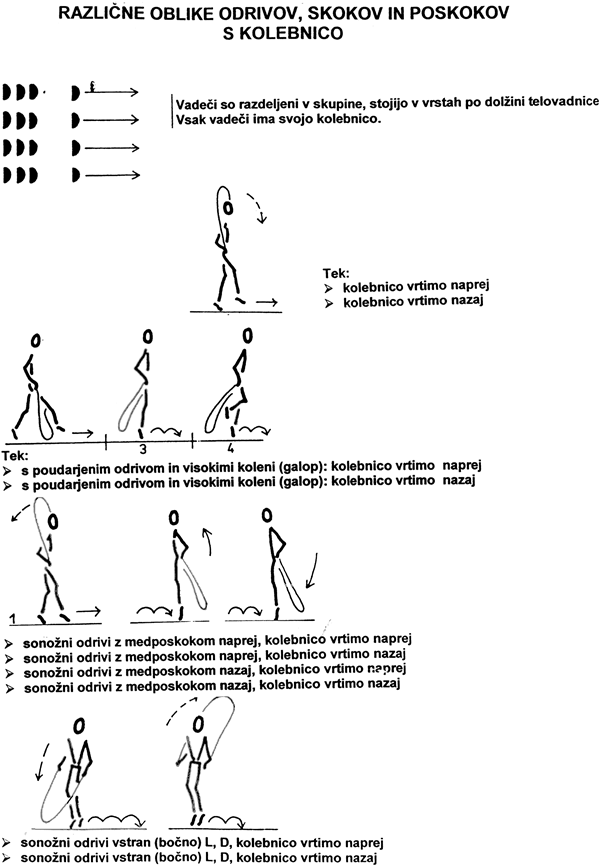 RAZLIČNE OBLIKE ODRIVOV, SKOKOV IN POSKOKOV
S KOLEBNICO
Vadeči so razdeljeni v skupine, stojijo v vrstah po dolžini telovadnice
Vsak vadeči ima svojo kolebnico.
Tek:
➢ kolebnico vrtimo naprej
➢ kolebnico vrtimo nazaj
3 4
Tek:
➢ s poudarjenim odrivom in visokimi koleni (galop): kolebnico vrtimo naprej
➢ s poudarjenim odrivom in visokimi koleni (galop): kolebnico vrtimo nazaj
1
➢ sonožni odrivi z medposkokom naprej, kolebnico vrtimo naprej
➢ sonožni odrivi z medposkokom naprej, kolebnico vrtimo nazaj
➢ sonožni odrivi z medposkokom nazaj, kolebnico vrtimo naprej
➢ sonožni odrivi z medposkokom nazaj, kolebnico vrtimo nazaj
➢ sonožni odrivi vstran (bočno) L, D, kolebnico vrtimo naprej
➢ sonožni odrivi vstran (bočno) L, D, kolebnico vrtimo nazaj